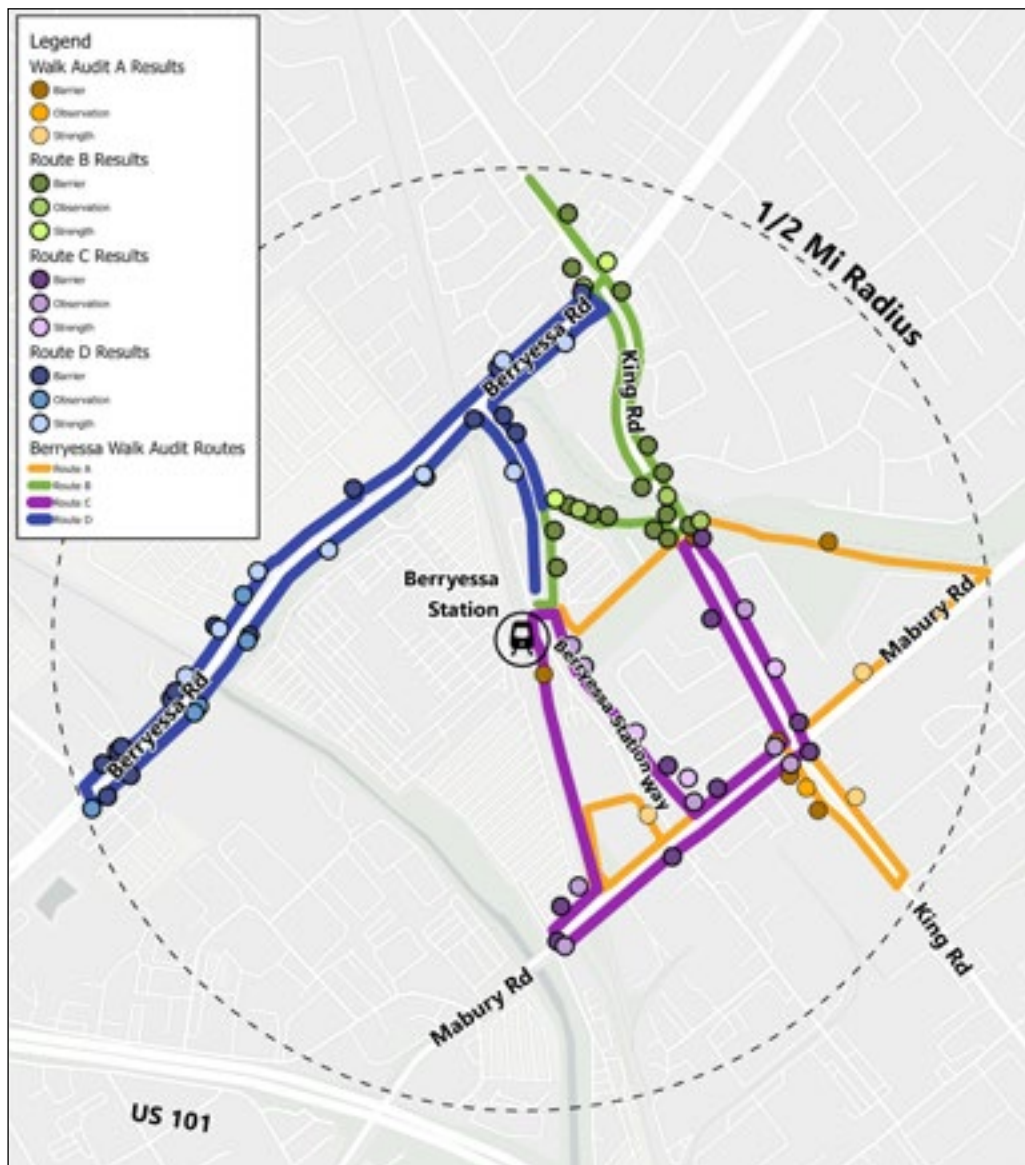 Legend
Walk Audit A Results
Barrier
Observation
Strength
Route B Results
Barrier
Observation
Strength
Route C Results
Barrier
Observation
Strength
Route D Results
Barrier
Observation
Strength
Berryessa Walk Audit Routes
Route A
Route B
Route C
Route D
1/2 Mi Radius
Berryessa Rd
King Rd
Berryessa
Station
Mabury Rd
Berryessa Station Way
Berryessa Rd
King Rd
Mabury Rd
US 101